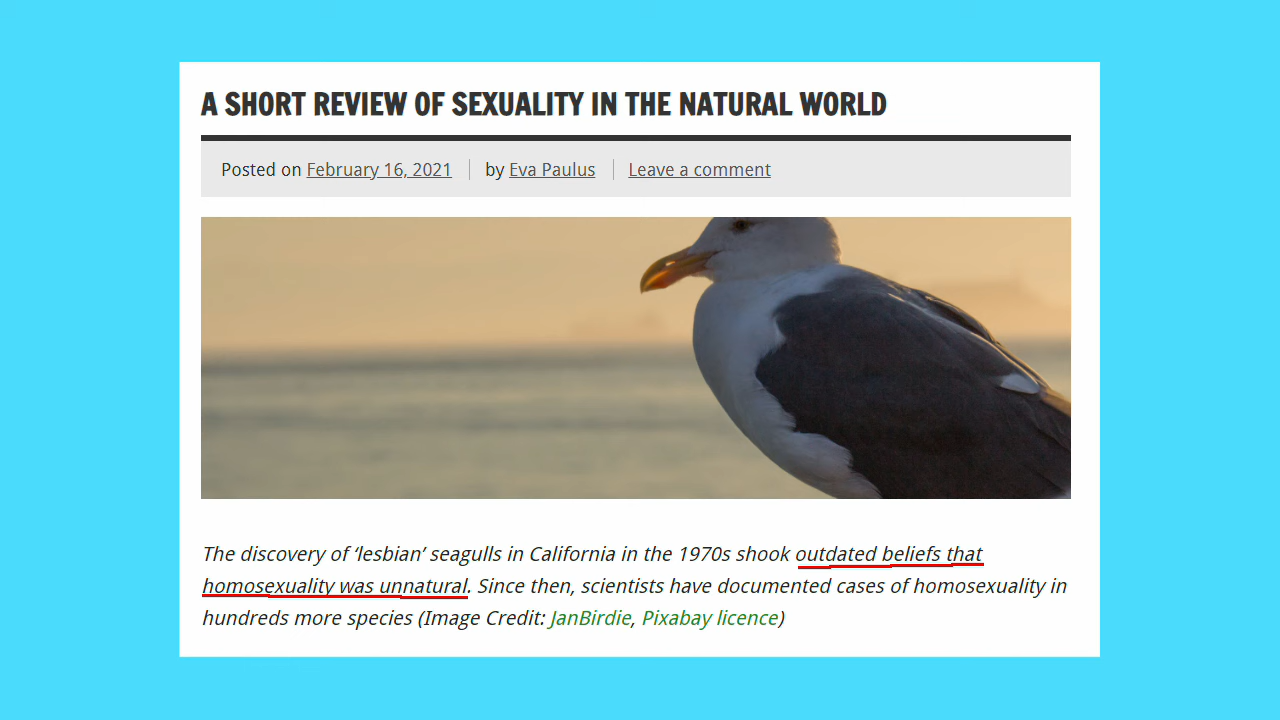 A SHORT REVIEW OF SEXUALITY IN THE NATURAL WORLD
Posted on February 16, 2021 by Eva Paulus Leave a comment
The discovery of ‘lesbian’ seagulls in California in the 1970s shook outdated beliefs that
homosexuality was unnatural. Since then, scientists have documented cases of homosexuality in
hundreds more species (Image Credit: JanBirdie, Pixabay licence)